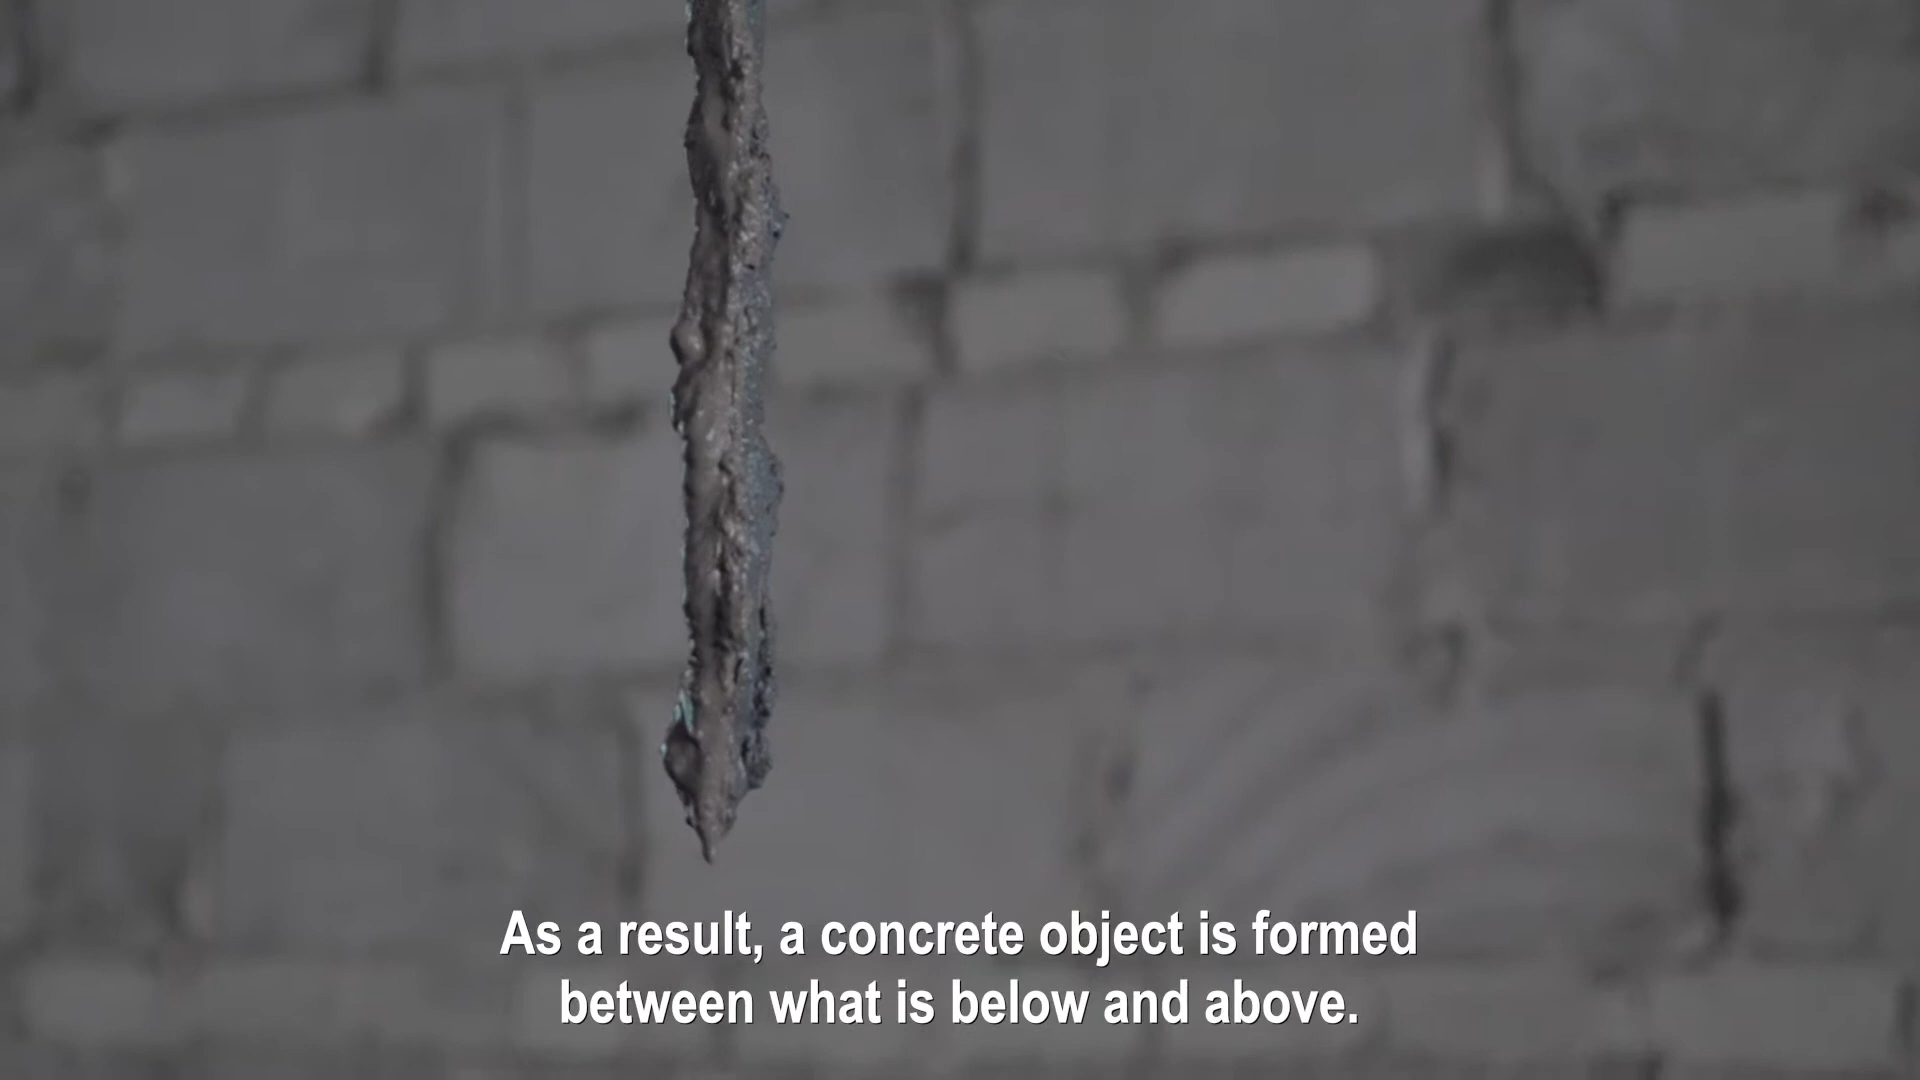 As a result, a concrete object is formed
between what is below and above.